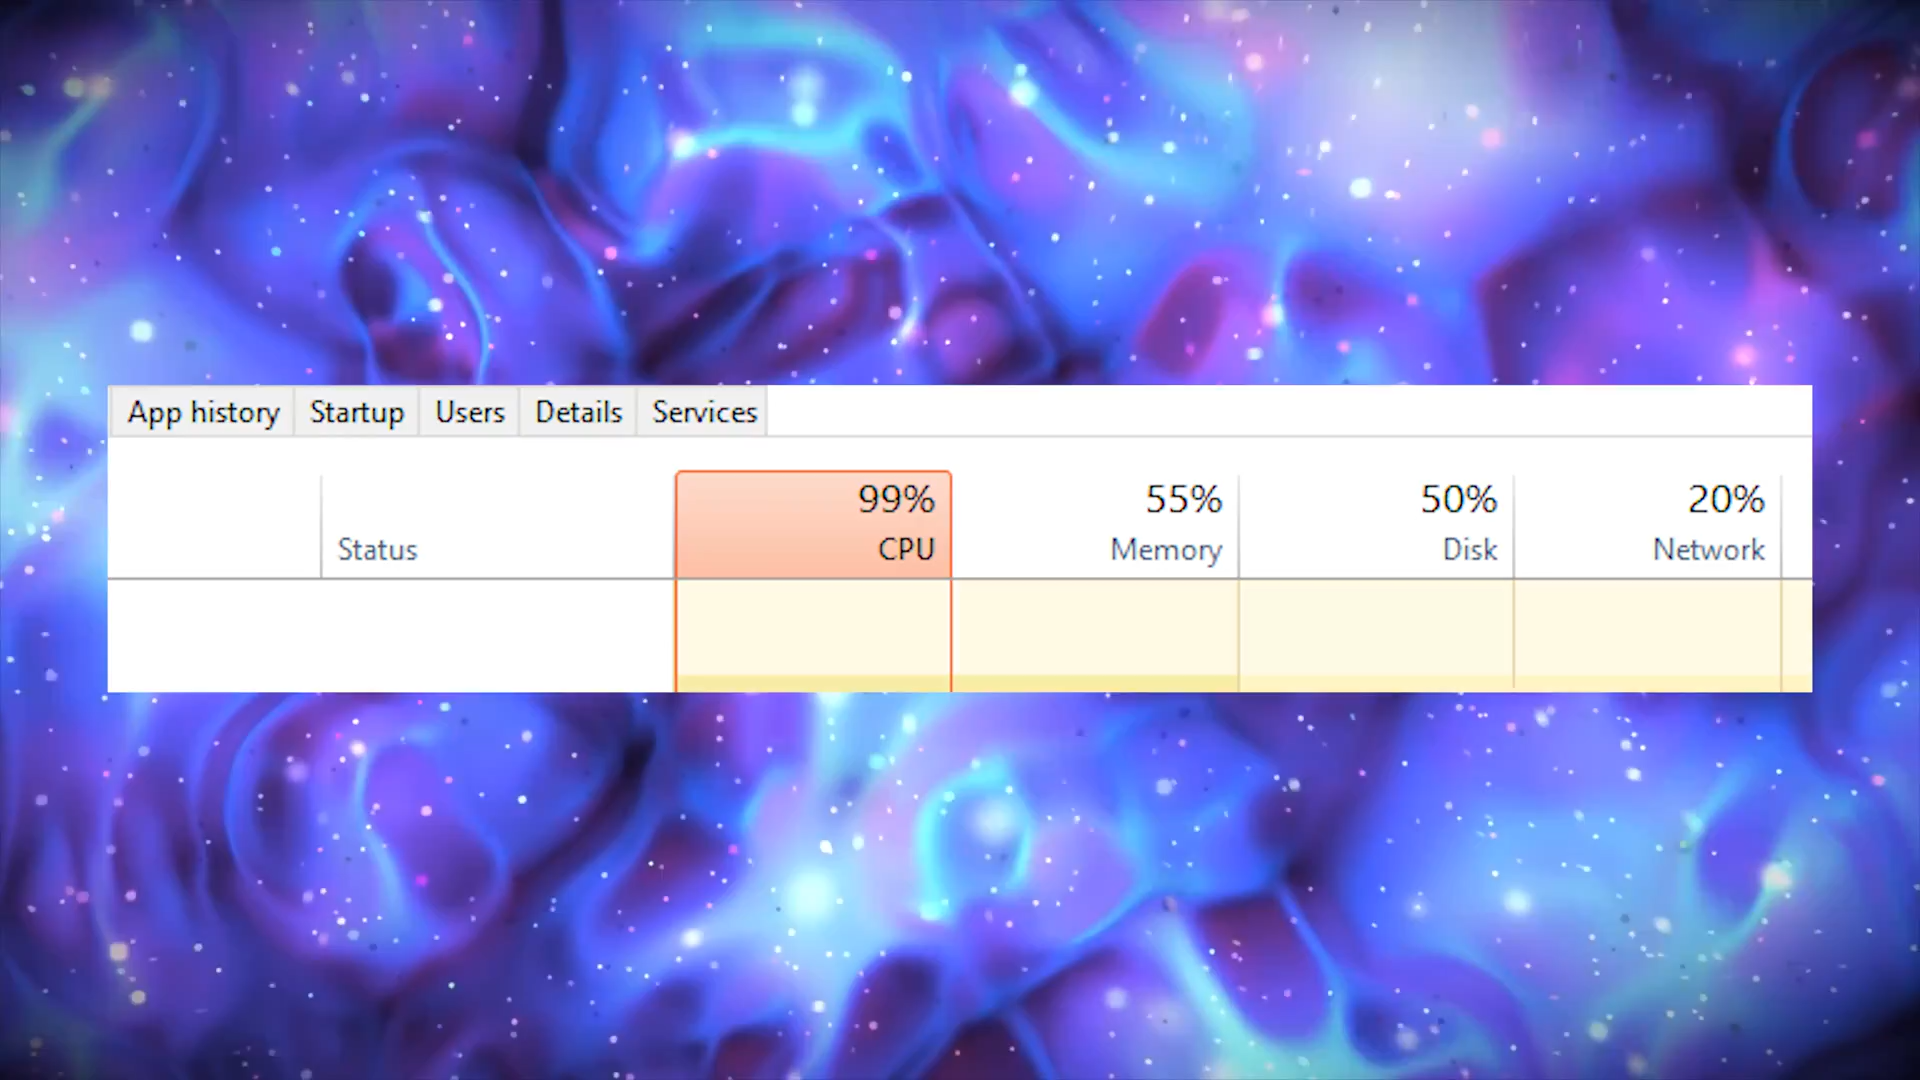 App history Startup Users Details Services
99% 55% 50% 20%
Status CPU Memory Disk Network